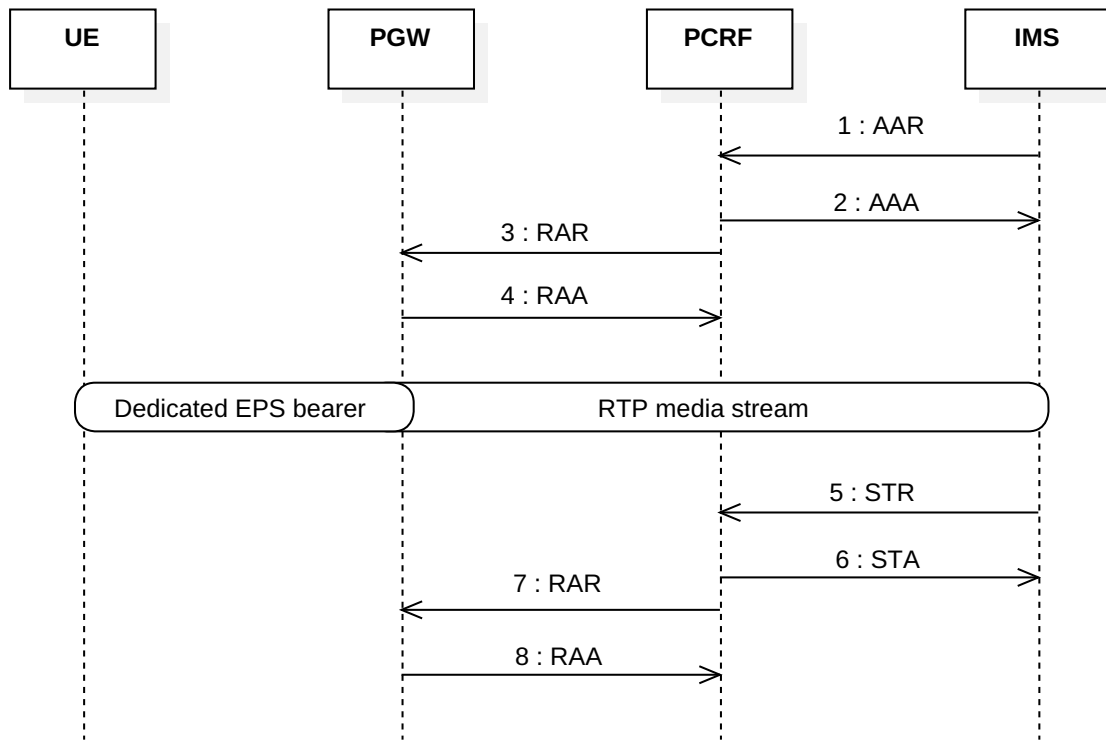 UE
PGW
PCRF
IMS
1 : AAR
2 : AAA
3 : RAR
4 : RAA
Dedicated EPS bearer
RTP media stream
5 : STR
6 : STA
7 : RAR
8 : RAA